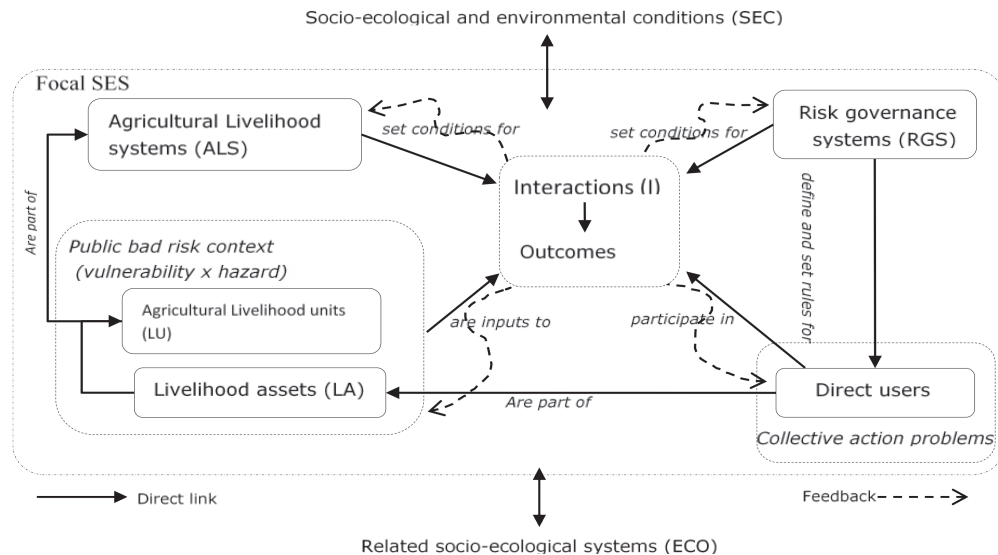 Socio-ecological and environmental conditions (SEC)
Focal SES
Agricultural Livelihood
systems (ALS)
set conditions for
set conditions for
Risk governance
systems (RGS)
Interactions (I)
Outcomes
Are part of
define and set rules for
Public bad risk context
(vulnerability x hazard)
Agricultural Livelihood units
(LU)
are inputs to
participate in
Livelihood assets (LA)
Are part of
Direct users
Collective action problems
Direct link
Feedback
Related socio-ecological systems (ECO)